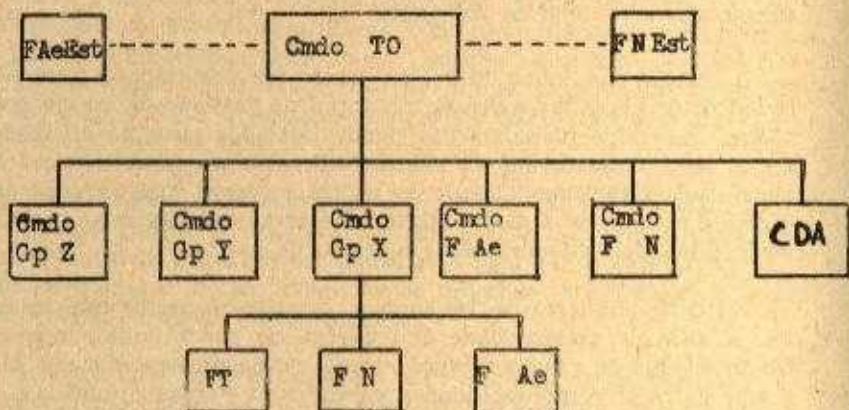 FAeEst
Cmdo TO
FNEst
Cmdo
Gp Z
Cmdo
Gp Y
Cmdo
Gp X
Cmdo
F Ae
Cmdo
F N
CDA
FT
F N
F Ae